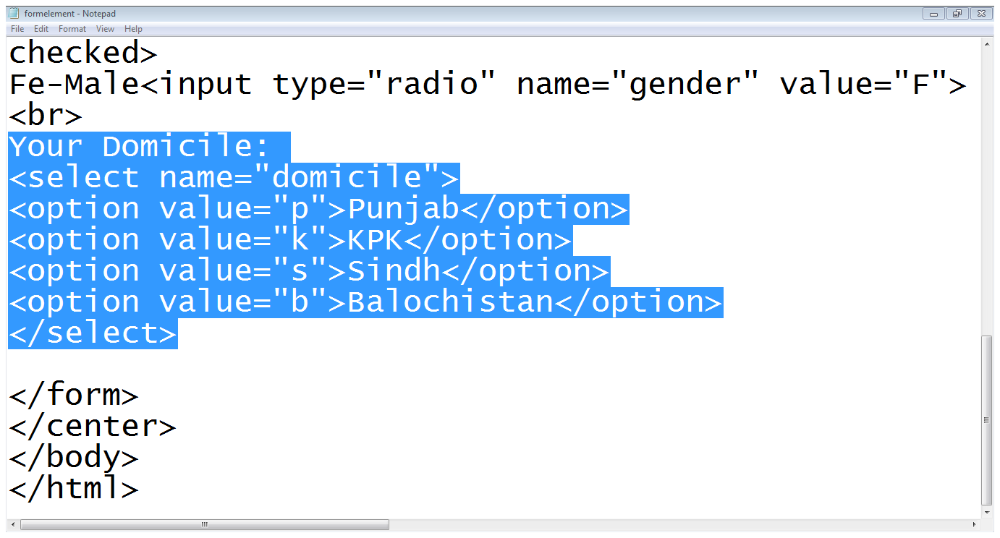 formelement - Notepad
File Edit Format View Help
checked>
Fe-Male<input type="radio" name="gender" value="F">
<br>
Your Domicile:
<select name="domicile">
<option value="p">Punjab</option>
<option value="k">KPK</option>
<option value="s">Sindh</option>
<option value="b">Balochistan</option>
</select>
</form>
</center>
</body>
</html>